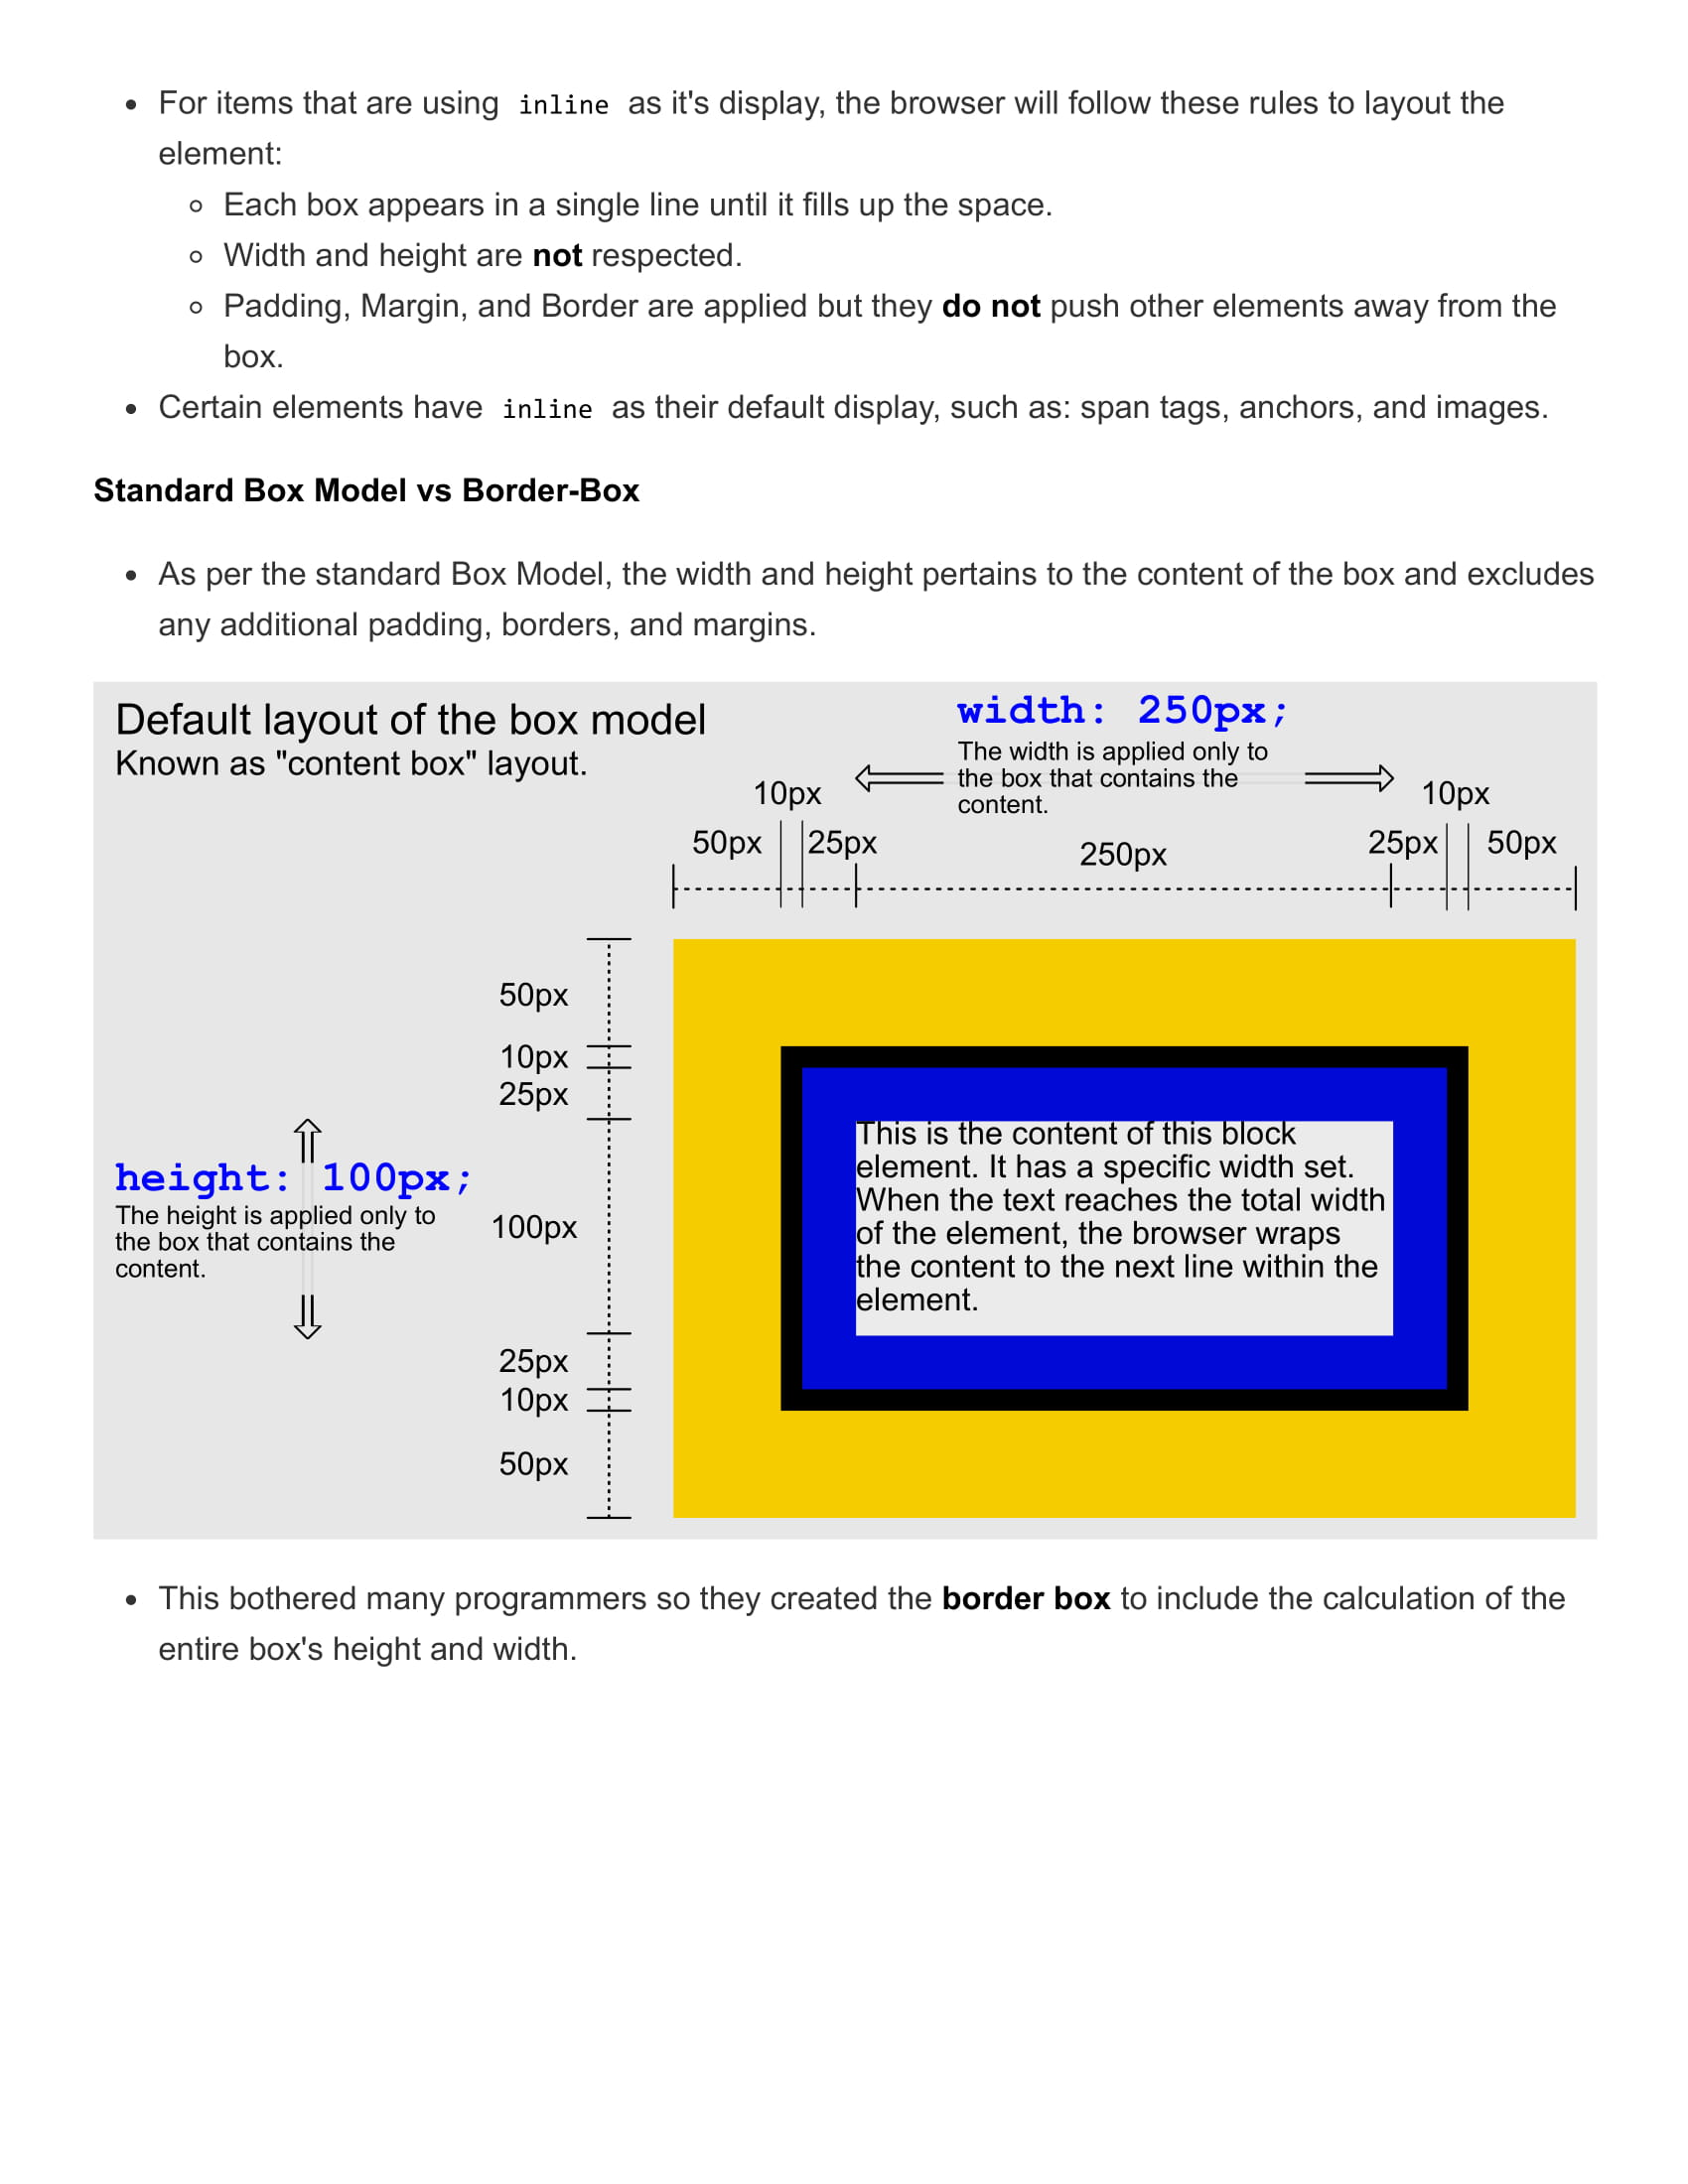 For items that are using inline as it's display, the browser will follow these rules to layout the
element:
Each box appears in a single line until it fills up the space.
Width and height are not respected.
Padding, Margin, and Border are applied but they do not push other elements away from the
box.
Certain elements have inline as their default display, such as: span tags, anchors, and images.
Standard Box Model vs Border-Box
As per the standard Box Model, the width and height pertains to the content of the box and excludes
any additional padding, borders, and margins.
Default layout of the box model
Known as "content box" layout.
width: 250px;
The width is applied only to
the box that contains the
content.
10px
10px
50px
25px
250px
25px
50px
50px
10px
25px
height: 100px;
The height is applied only to
the box that contains the
content.
100px
25px
10px
50px
This is the content of this block
element. It has a specific width set.
When the text reaches the total width
of the element, the browser wraps
the content to the next line within the
element.
This bothered many programmers so they created the border box to include the calculation of the
entire box's height and width.